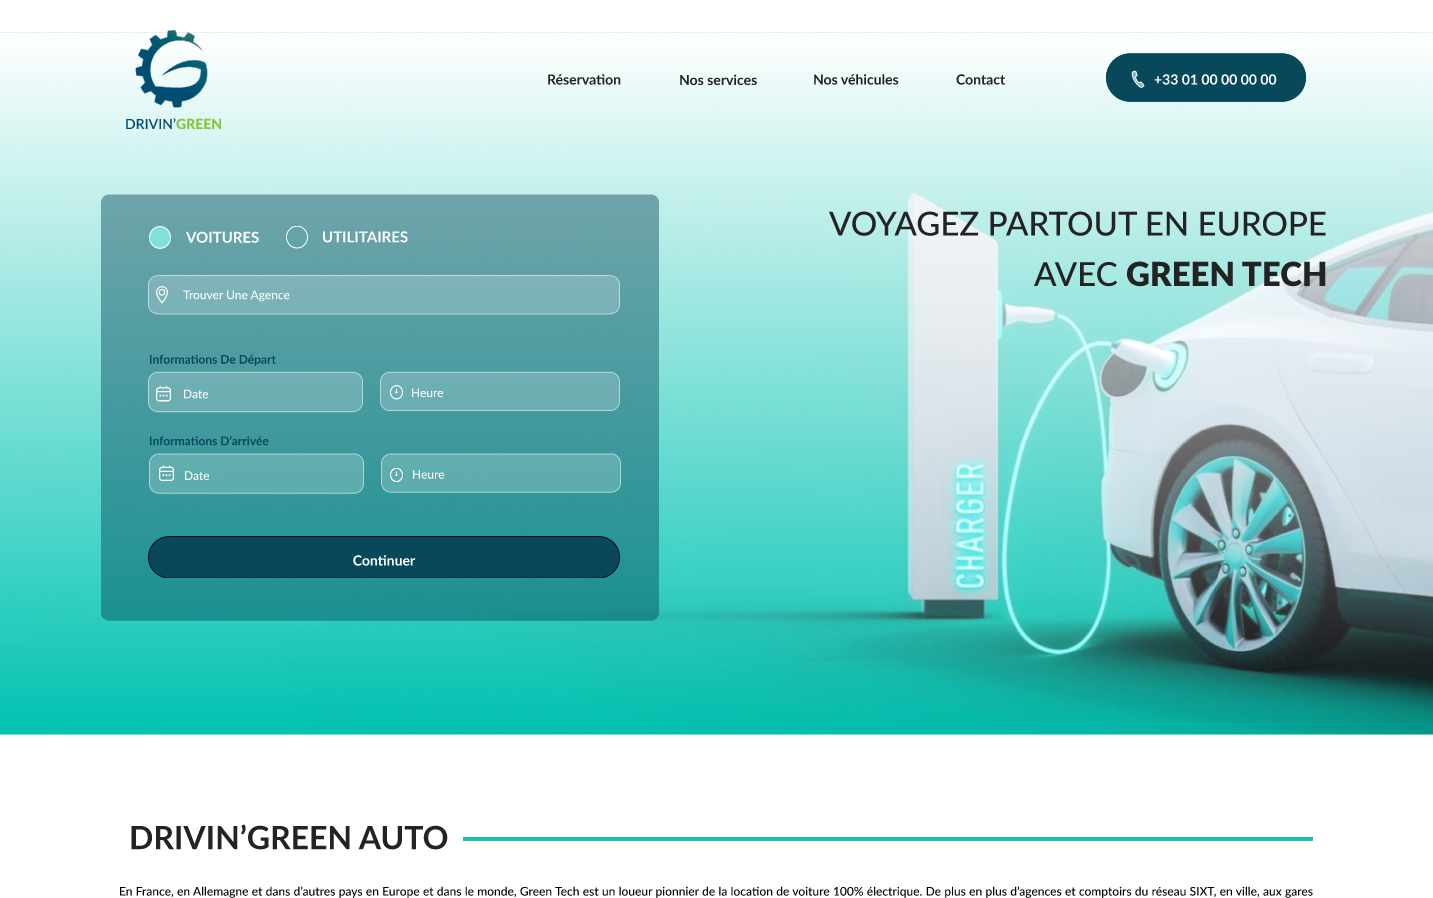 DRIVIN'GREEN
Réservation
Nos services
Nos véhicules
Contact
+33 01 00 00 00 00
VOITURES
UTILITAIRES
Trouver Une Agence
Informations De Départ
Date
Heure
Informations D'arrivée
Date
Heure
Continuer
VOYAGEZ PARTOUT EN EUROPE
AVEC GREEN TECH
CHARGER
DRIVIN'GREEN AUTO
En France, en Allemagne et dans d'autres pays en Europe et dans le monde, Green Tech est un loueur pionnier de la location de voiture 100% électrique. De plus en plus d'agences et comptoirs du réseau SIXT, en ville, aux gares